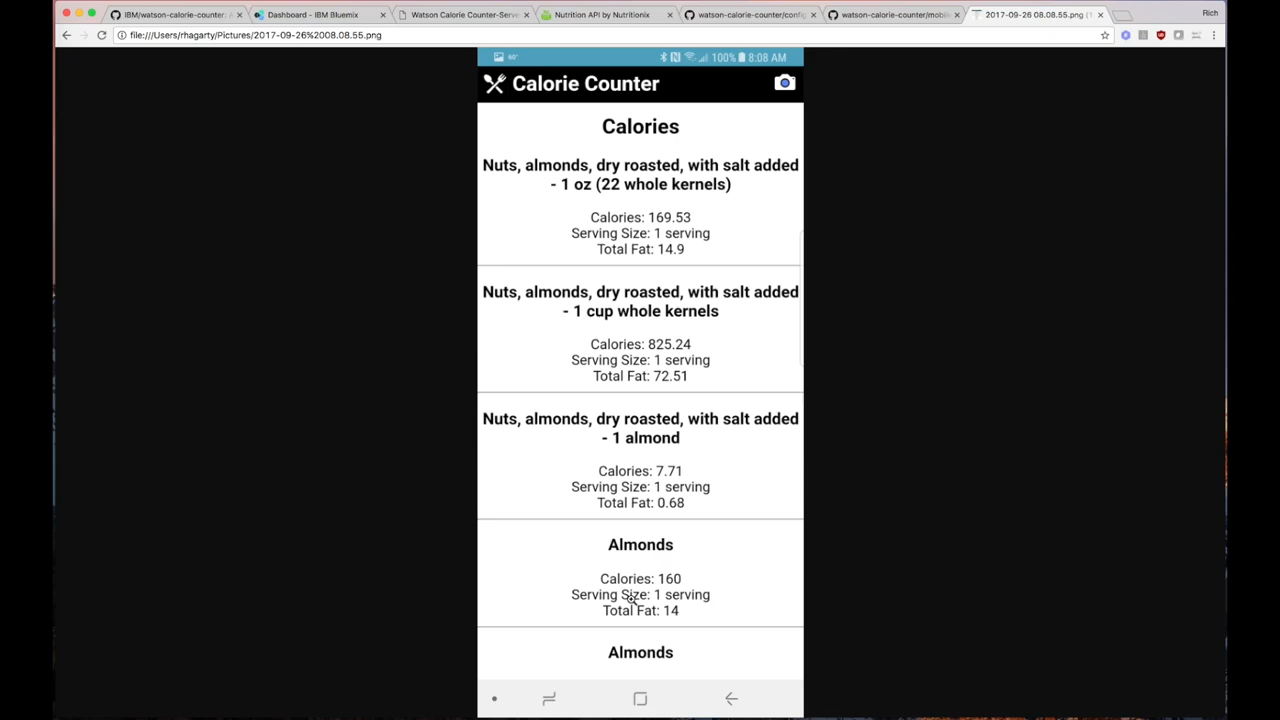 IBM/watson-calorie-counter: A
Dashboard - IBM Bluemix
Watson Calorie Counter-Serve
Nutrition API by Nutritionix
watson-calorie-counter/config
watson-calorie-counter/mobile
2017-09-26 08.08.55.png (1
Rich
file:///Users/rhagarty/Pictures/2017-09-26%2008.08.55.png
60°
100%
8:08 AM
Calorie Counter
Calories
Nuts, almonds, dry roasted, with salt added
- 1 oz (22 whole kernels)
Calories: 169.53
Serving Size: 1 serving
Total Fat: 14.9
Nuts, almonds, dry roasted, with salt added
- 1 cup whole kernels
Calories: 825.24
Serving Size: 1 serving
Total Fat: 72.51
Nuts, almonds, dry roasted, with salt added
- 1 almond
Calories: 7.71
Serving Size: 1 serving
Total Fat: 0.68
Almonds
Calories: 160
Serving Size: 1 serving
Total Fat: 14
Almonds